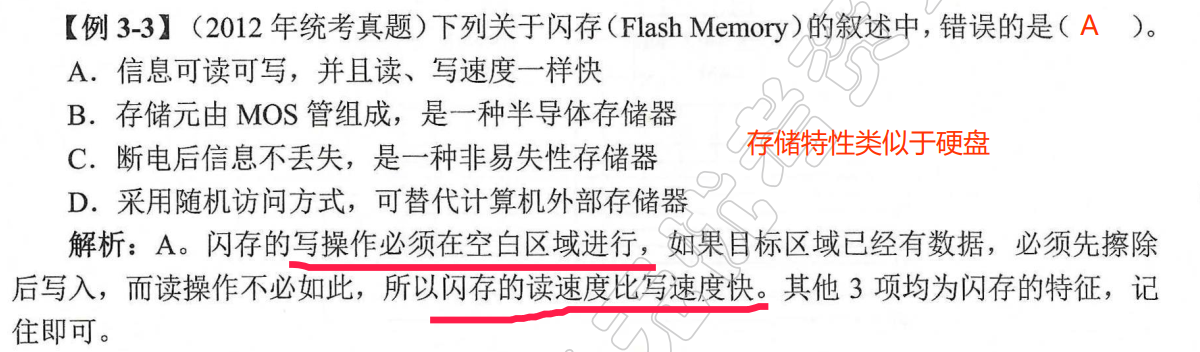 【例 3-3】（2012 年统考真题）下列关于闪存（Flash Memory）的叙述中，错误的是（ A ）。
A．信息可读可写，并且读、写速度一样快
B．存储元由 MOS 管组成，是一种半导体存储器
存储特性类似于硬盘
C．断电后信息不丢失，是一种非易失性存储器
D．采用随机访问方式，可替代计算机外部存储器
解析：A。闪存的写操作必须在空白区域进行，如果目标区域已经有数据，必须先擦除
后写入，而读操作不必如此，所以闪存的读速度比写速度快。其他 3 项均为闪存的特征，记
住即可。